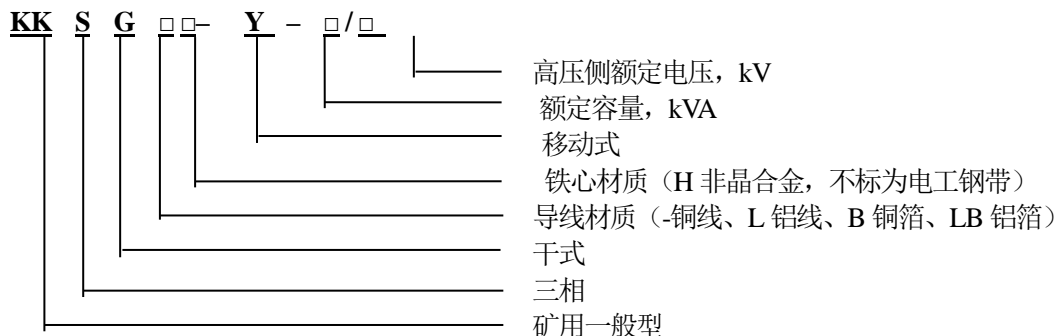 KK S G □ □– Y – □ / □
高压侧额定电压，kV
额定容量，kVA
移动式
铁心材质（H 非晶合金，不标为电工钢带）
导线材质（-铜线、L 铝线、B 铜箔、LB 铝箔）
干式
三相
矿用一般型